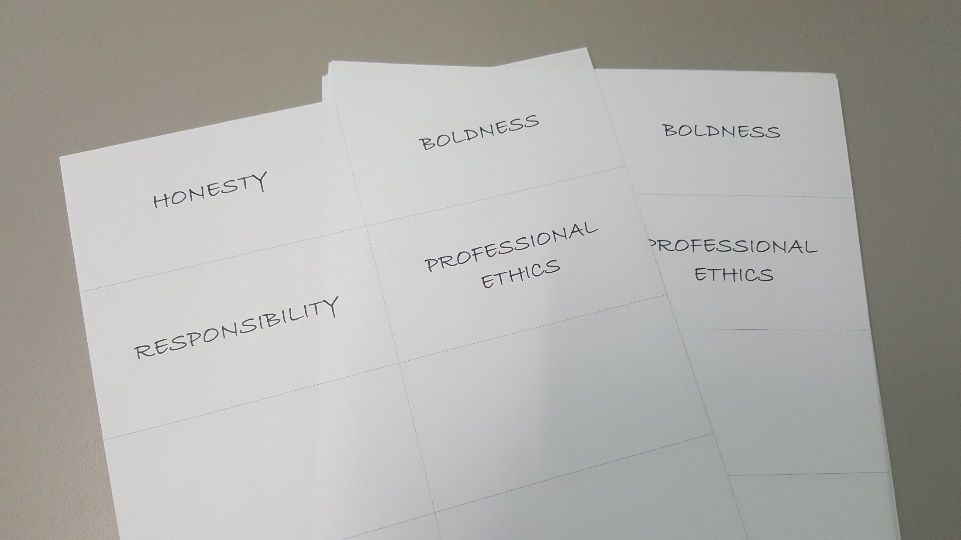 HONESTY
BOLDNESS
RESPONSIBILITY
PROFESSIONAL
ETHICS
BOLDNESS
PROFESSIONAL
ETHICS